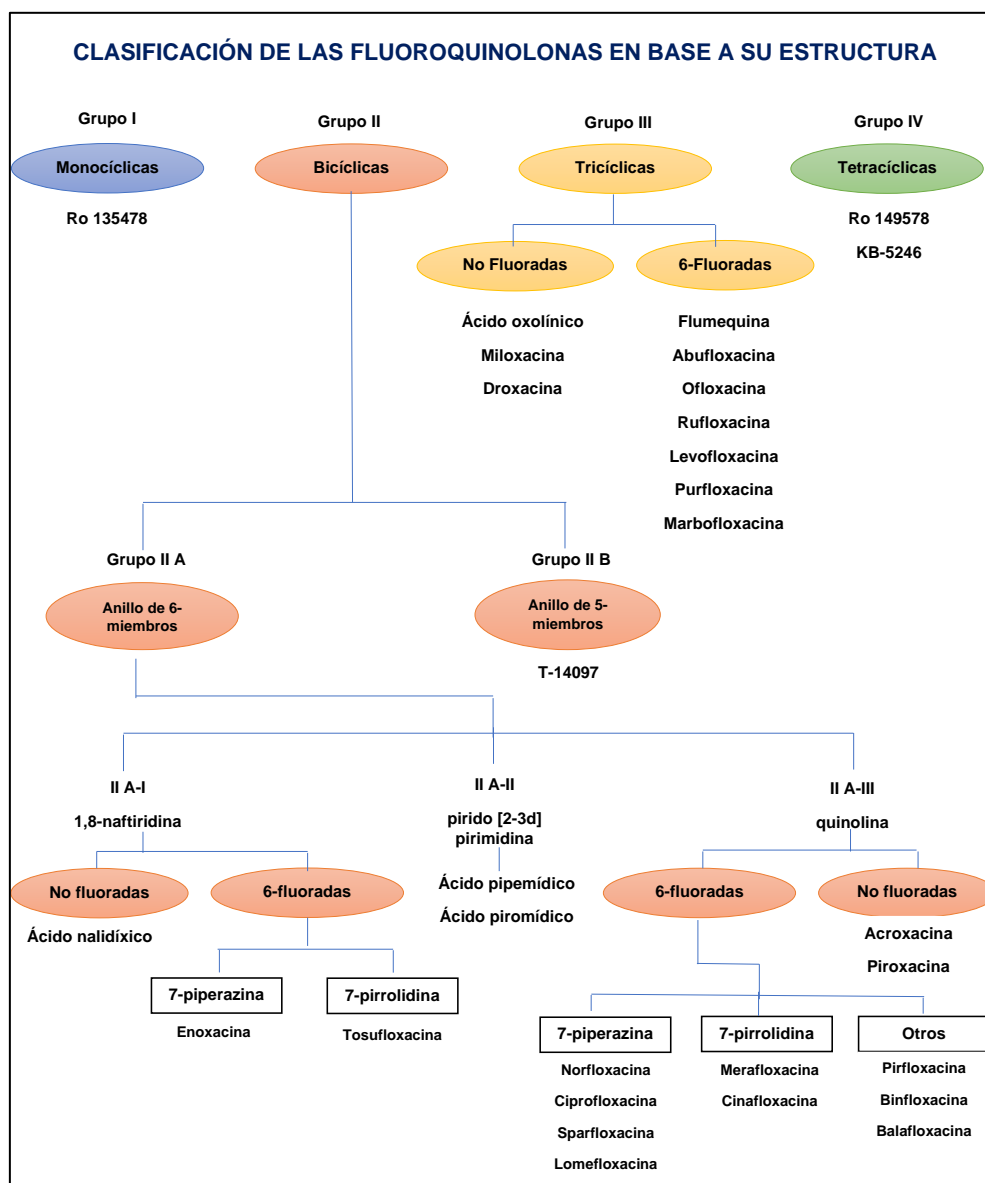 CLASIFICACIÓN DE LAS FLUOROQUINOLONAS EN BASE A SU ESTRUCTURA
Grupo I
Monocíclicas
Ro 135478
Grupo II
Bicíclicas
Grupo III
Tricíclicas
No Fluoradas
Ácido oxolínico
Miloxacina
Droxacina
6-Fluoradas
Flumequina
Abufloxacina
Ofloxacina
Rufloxacina
Levofloxacina
Purfloxacina
Marbofloxacina
Grupo IV
Tetracíclicas
Ro 149578
KB-5246
Grupo II A
Anillo de 6-
miembros
Grupo II B
Anillo de 5-
miembros
T-14097
II A-I
1,8-naftiridina
No fluoradas
Ácido nalidíxico
6-fluoradas
7-piperazina
Enoxacina
7-pirrolidina
Tosufloxacina
II A-II
pirido [2-3d]
pirimidina
Ácido pipemídico
Ácido piromídico
II A-III
quinolina
6-fluoradas
No fluoradas
Acroxacina
Piroxacina
7-piperazina
Norfloxacina
Ciprofloxacina
Sparfloxacina
Lomefloxacina
7-pirrolidina
Merafloxacina
Cinafloxacina
Otros
Pirfloxacina
Binfloxacina
Balafloxacina